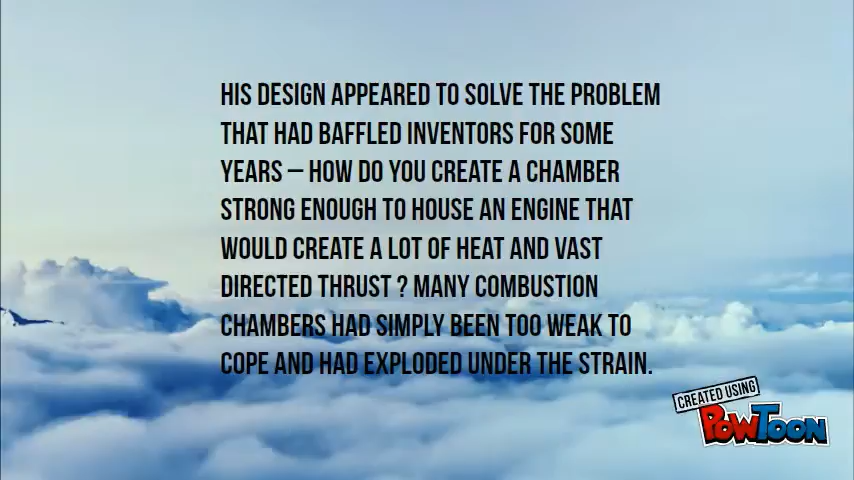 HIS DESIGN APPEARED TO SOLVE THE PROBLEM
THAT HAD BAFFLED INVENTORS FOR SOME
YEARS – HOW DO YOU CREATE A CHAMBER
STRONG ENOUGH TO HOUSE AN ENGINE THAT
WOULD CREATE A LOT OF HEAT AND VAST
DIRECTED THRUST ? MANY COMBUSTION
CHAMBERS HAD SIMPLY BEEN TOO WEAK TO
COPE AND HAD EXPLODED UNDER THE STRAIN.
CREATED USING
POWTOON